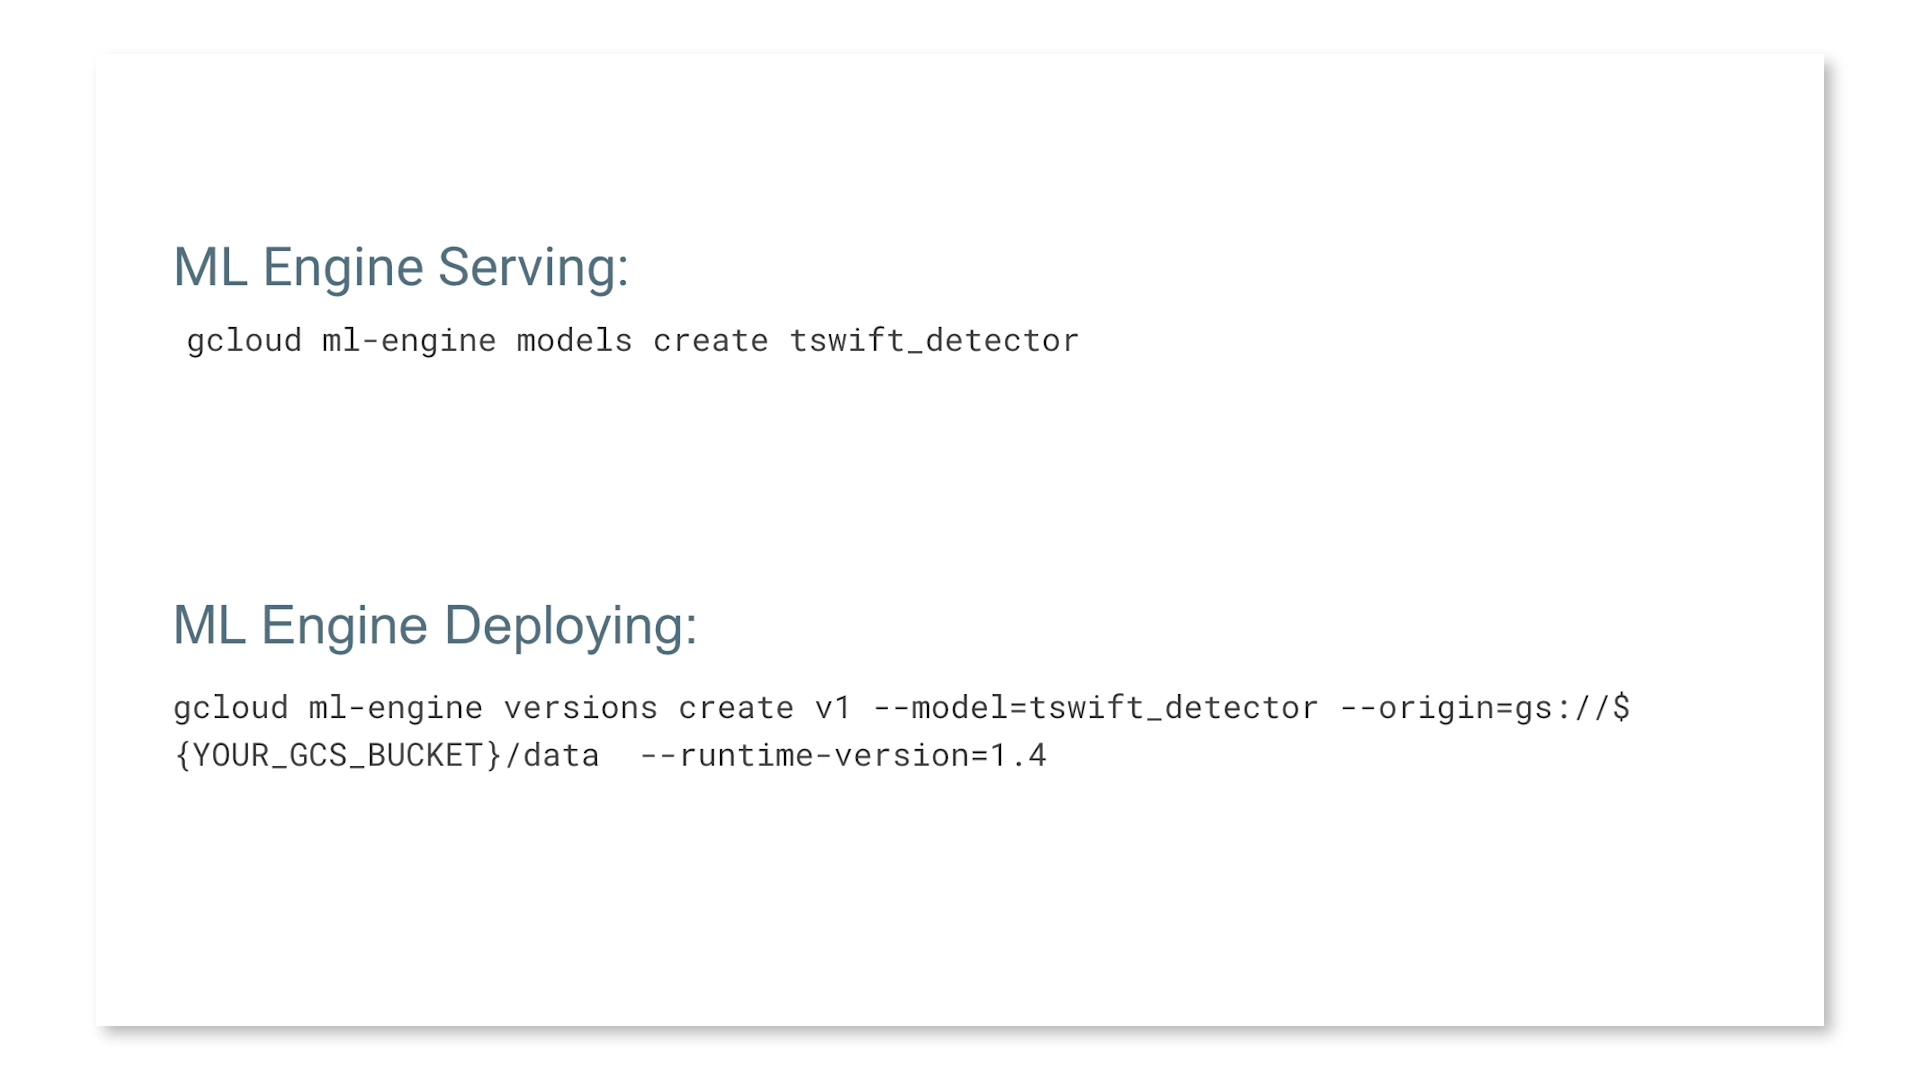 ML Engine Serving:
gcloud ml-engine models create tswift_detector
ML Engine Deploying:
gcloud ml-engine versions create v1 --model=tswift_detector --origin=gs://$
{YOUR_GCS_BUCKET}/data  --runtime-version=1.4